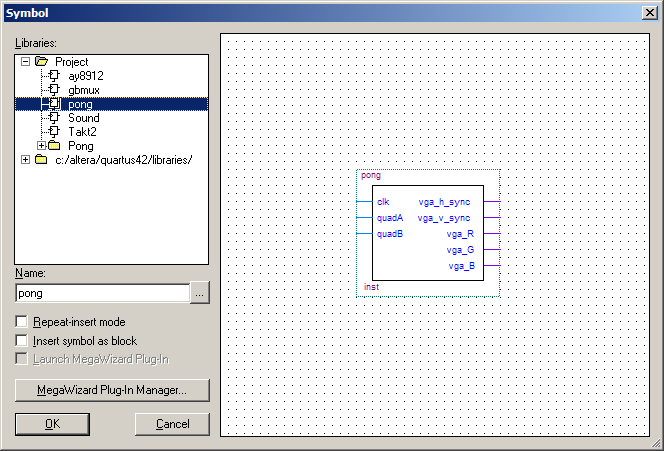 Symbol
Libraries:
Project
ay8912
gbmux
pong
Sound
Takt2
Pong
c:/altera/quartus42/libraries/
Name:
pong
...
Repeat-insert mode
Insert symbol as block
Launch MegaWizard Plug-In
MegaWizard Plug-In Manager...
OK
Cancel
pong
clk vga_h_sync
quadA vga_v_sync
quadB vga_R
vga_G
vga_B
inst